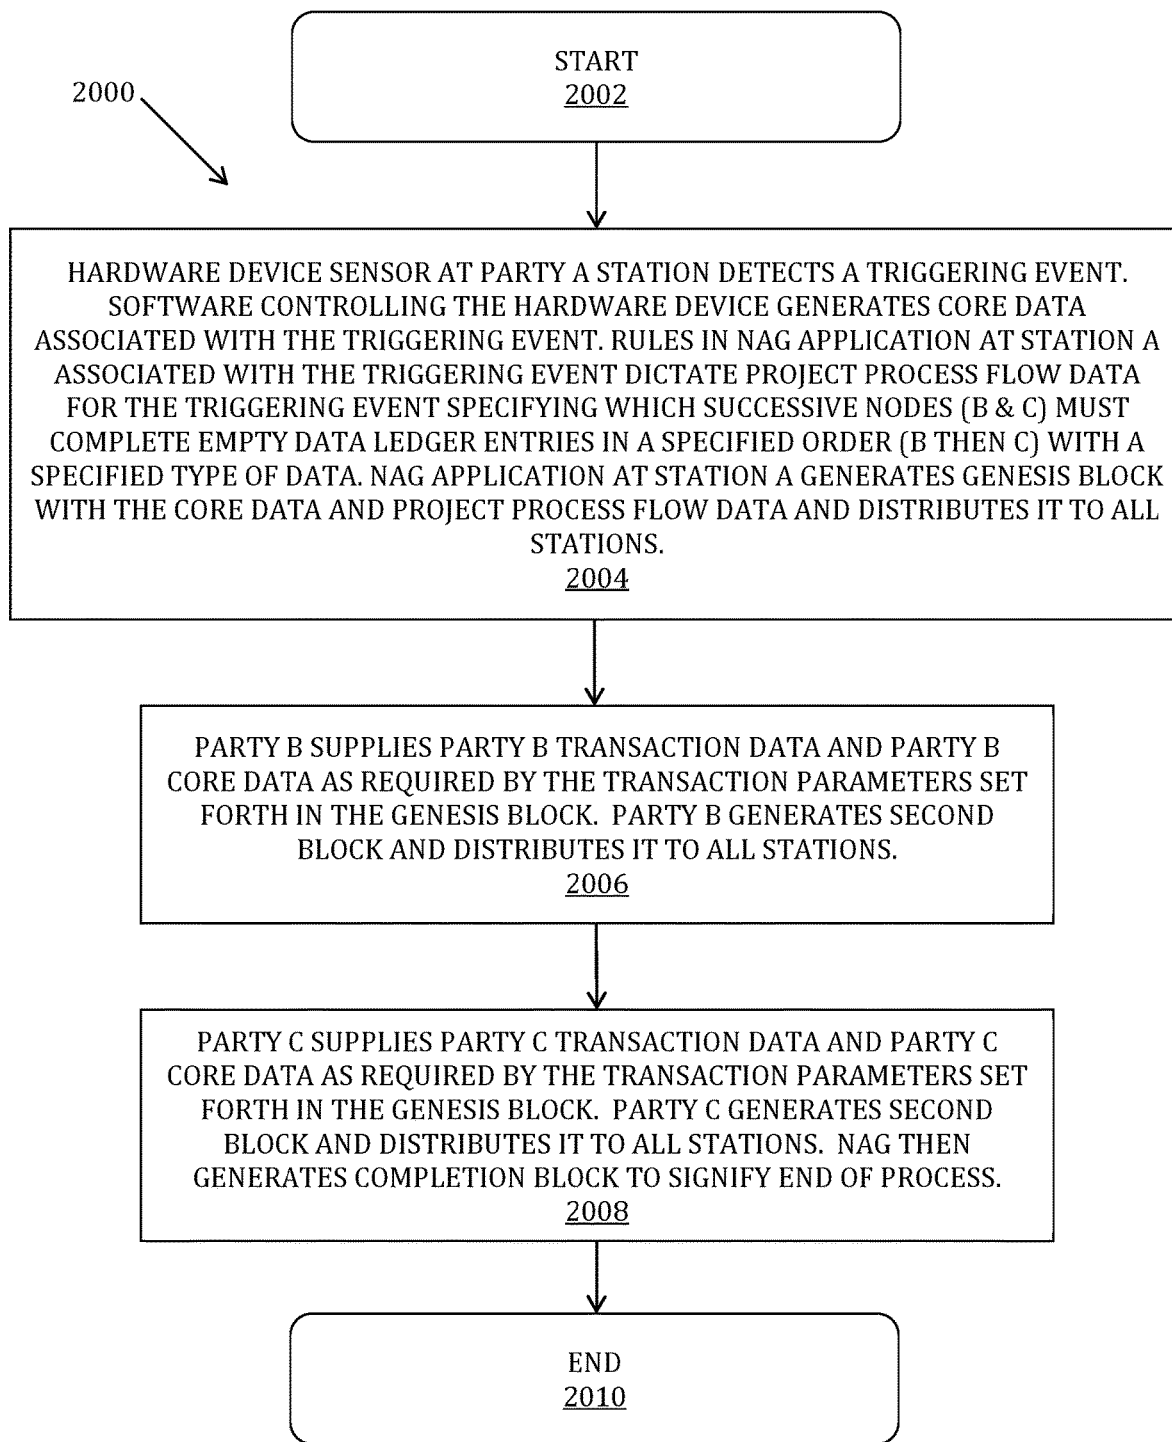 START
2002
2000
HARDWARE DEVICE SENSOR AT PARTY A STATION DETECTS A TRIGGERING EVENT.
SOFTWARE CONTROLLING THE HARDWARE DEVICE GENERATES CORE DATA
ASSOCIATED WITH THE TRIGGERING EVENT. RULES IN NAG APPLICATION AT STATION A
ASSOCIATED WITH THE TRIGGERING EVENT DICTATE PROJECT PROCESS FLOW DATA
FOR THE TRIGGERING EVENT SPECIFYING WHICH SUCCESSIVE NODES (B & C) MUST
COMPLETE EMPTY DATA LEDGER ENTRIES IN A SPECIFIED ORDER (B THEN C) WITH A
SPECIFIED TYPE OF DATA. NAG APPLICATION AT STATION A GENERATES GENESIS BLOCK
WITH THE CORE DATA AND PROJECT PROCESS FLOW DATA AND DISTRIBUTES IT TO ALL
STATIONS.
2004
PARTY B SUPPLIES PARTY B TRANSACTION DATA AND PARTY B
CORE DATA AS REQUIRED BY THE TRANSACTION PARAMETERS SET
FORTH IN THE GENESIS BLOCK. PARTY B GENERATES SECOND
BLOCK AND DISTRIBUTES IT TO ALL STATIONS.
2006
PARTY C SUPPLIES PARTY C TRANSACTION DATA AND PARTY C
CORE DATA AS REQUIRED BY THE TRANSACTION PARAMETERS SET
FORTH IN THE GENESIS BLOCK. PARTY C GENERATES SECOND
BLOCK AND DISTRIBUTES IT TO ALL STATIONS. NAG THEN
GENERATES COMPLETION BLOCK TO SIGNIFY END OF PROCESS.
2008
END
2010